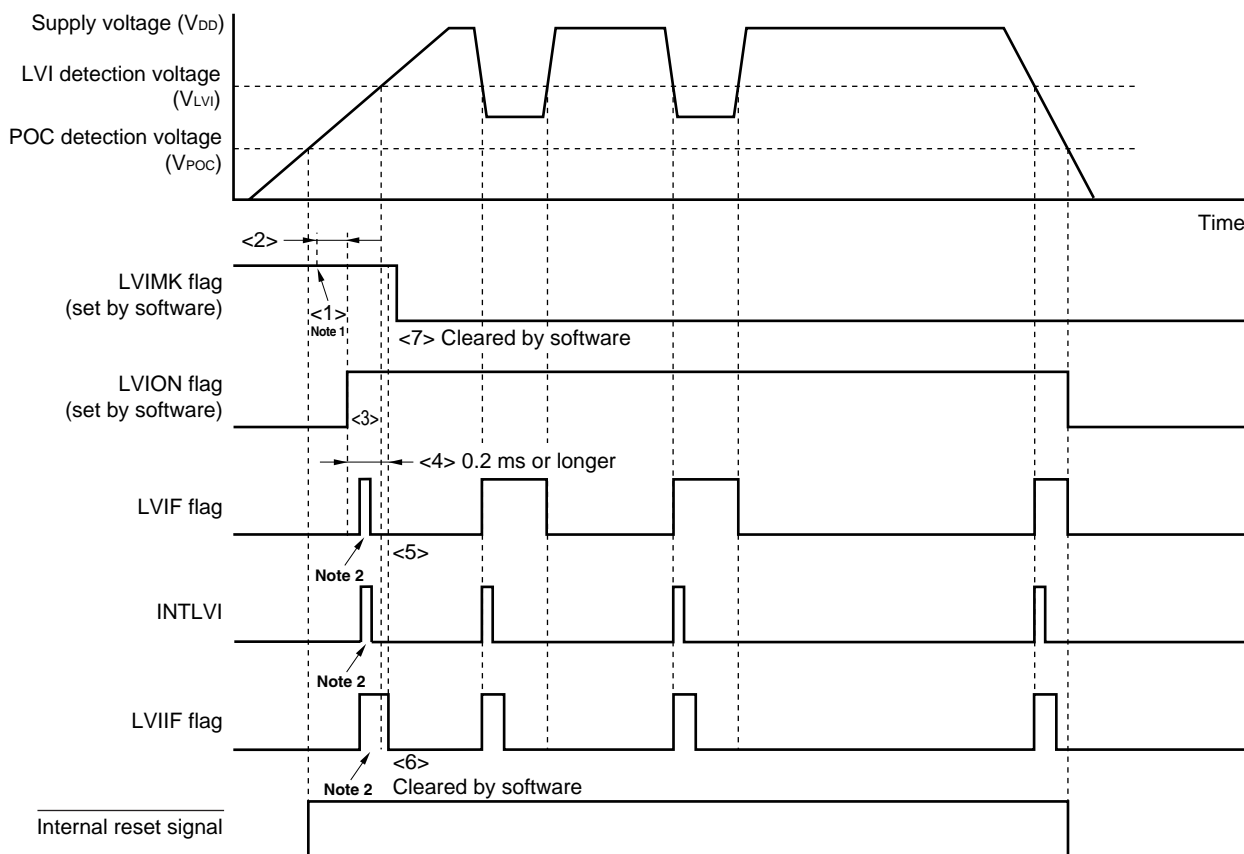 Supply voltage (VDD)
LVI detection voltage
(VLVI)
POC detection voltage
(VPOC)
Time
<2>
LVIMK flag
(set by software)
<1>
Note 1
<7> Cleared by software
LVION flag
(set by software)
<3>
<4> 0.2 ms or longer
LVIF flag
<5>
Note 2
INTLVI
Note 2
LVIIF flag
<6>
Note 2
Cleared by software
Internal reset signal